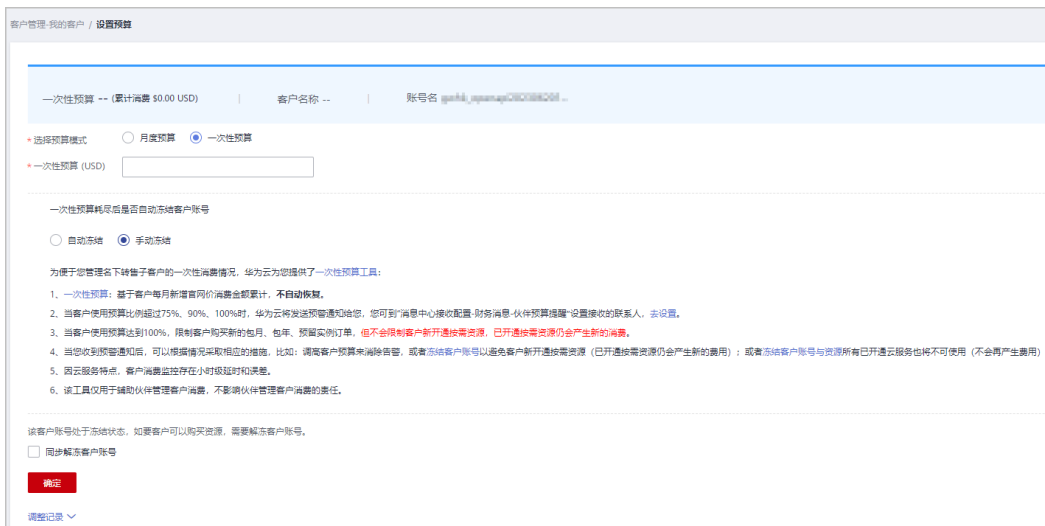 客户管理-我的客户 / 设置预算
一次性预算 -- (累计消费 $0.00 USD) | 客户名称 -- | 账号名
* 选择预算模式 月度预算 一次性预算
* 一次性预算 (USD)
一次性预算耗尽后是否自动冻结客户账号
自动冻结 手动冻结
为便于您管理名下转售子客户的一次性消费情况，华为云为您提供了一次性预算工具：
1、一次性预算：基于客户每月新增官网价消费金额累计，不自动恢复。
2、当客户使用预算比例超过75%、90%、100%时，华为云将发送预警通知给您，您可到"消息中心接收配置-财务消息-伙伴预算提醒"设置接收的联系人，去设置。
3、当客户使用预算达到100%，限制客户购买新的包月、包年、预留实例订单，但不会限制客户新开通按需资源，已开通按需资源仍会产生新的消费。
4、当您收到预警通知后，可以根据情况采取相应的措施，比如：调高客户预算来消除告警，或者冻结客户账号以避免客户新开通按需资源（已开通按需资源仍会产生新的费用）；或者冻结客户账号与资源所有已开通云服务也将不可使用（不会再产生费用）
5、因云服务特点，客户消费监控存在小时级延时和误差。
6、该工具仅用于辅助伙伴管理客户消费，不影响伙伴管理客户消费的责任。
该客户账号处于冻结状态，如要客户可以购买资源，需要解冻客户账号。
同步解冻客户账号
确定
调整记录